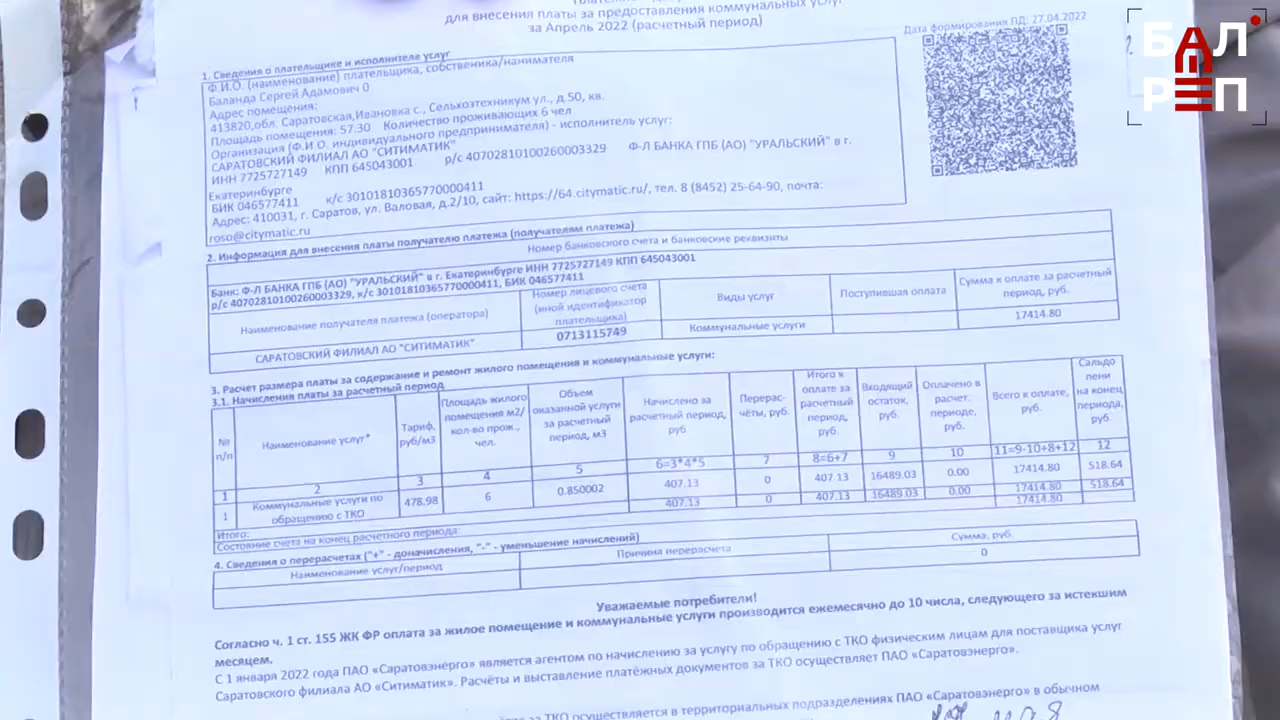 для внесения платы за предоставления коммунальных услуг
за Апрель 2022 (расчетный период)
Дата формирования ПД: 27.04.2022
БАЛ
РЕП
1. Сведения о плательщике и исполнителе услуг
Ф.И.О. (наименование) плательщика, собственика/нанимателя
Баланда Сергей Адамович 0
Адрес помещения:
413820,обл. Саратовская,Ивановка с., Сельхозтехникум ул., д.50, кв.
Площадь помещения: 57.30 Количество проживающих 6 чел
Организация (Ф.И.О. индивидуального предпринимателя) - исполнитель услуг:
САРАТОВСКИЙ ФИЛИАЛ АО "СИТИМАТИК"
ИНН 7725727149 КПП 645043001 р/с 40702810100260003329 Ф-Л БАНКА ГПБ (АО) "УРАЛЬСКИЙ" в г.
Екатеринбурге
БИК 046577411 к/с 30101810365770000411
Адрес: 410031, г. Саратов, ул. Валовая, д.2/10, сайт: https://64.citymatic.ru/, тел. 8 (8452) 25-64-90, почта:
roso@citymatic.ru
2. Информация для внесения платы получателю платежа (получателям платежа)
Номер банковского счета и банковские реквизиты
Банк: Ф-Л БАНКА ГПБ (АО) "УРАЛЬСКИЙ" в г. Екатеринбурге ИНН 7725727149 КПП 645043001
р/с 40702810100260003329, к/с 30101810365770000411, БИК 046577411
Наименование получателя платежа (оператора)
Номер лицевого счета
(иной идентификатор
плательщика)
Виды услуг
Поступившая оплата
Сумма к оплате за расчетный
период, руб.
САРАТОВСКИЙ ФИЛИАЛ АО "СИТИМАТИК"
0713115749
Коммунальные услуги
17414.80
3. Расчет размера платы за содержание и ремонт жилого помещения и коммунальные услуги:
3.1. Начисления платы за расчетный период
№
п/п
Наименование услуг*
Тариф,
руб/м3
Площадь жилого
помещения м2/
кол-во прож.,
чел.
Объем
оказанной услуги
за расчетный
период, м3
Начислено за
расчетный период,
руб.
Перерас-
чёты, руб.
Итого к
оплате за
расчетный
период,
руб.
Входящий
остаток,
руб.
Оплачено в
расчет.
периоде,
руб.
Всего к оплате,
руб.
Сальдо
пени
на конец
периода,
руб.
1 2 3 4 5 6=3*4*5 7 8=6+7 9 10 11=9-10+8+12 12
1 Коммунальные услуги по
обращению с ТКО
478.98 6 0.850002 407.13 0 407.13 16489.03 0.00 17414.80 518.64
Итого: 407.13 0 407.13 16489.03 0.00 17414.80 518.64
Состояние счета на конец расчетного периода: 17414.80
4. Сведения о перерасчетах ("+" - доначисления, "-" - уменьшение начислений)
Наименование услуг/период
Причина перерасчета
Сумма, руб.
0
Уважаемые потребители!
Согласно ч. 1 ст. 155 ЖК ФР оплата за жилое помещение и коммунальные услуги производится ежемесячно до 10 числа, следующего за истекшим
месяцем.
С 1 января 2022 года ПАО «Саратовэнерго» является агентом по начислению за услугу по обращению с ТКО физическим лицам для поставщика услуг
Саратовского филиала АО «Ситиматик». Расчёты и выставление платёжных документов за ТКО осуществляет ПАО «Саратовэнерго».
за ТКО осуществляется в территориальных подразделениях ПАО «Саратовэнерго» в обычном